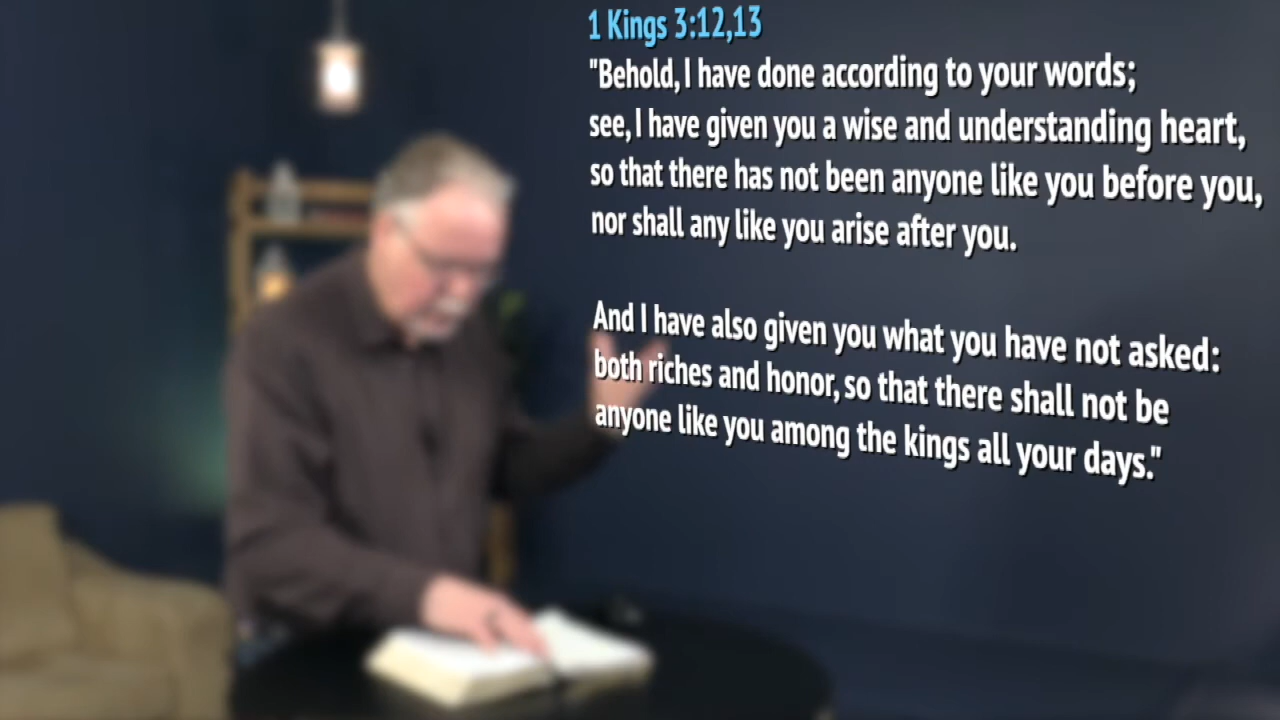 1 Kings 3:12,13
"Behold, I have done according to your words;
see, I have given you a wise and understanding heart,
so that there has not been anyone like you before you,
nor shall any like you arise after you.
And I have also given you what you have not asked:
both riches and honor, so that there shall not be
anyone like you among the kings all your days."